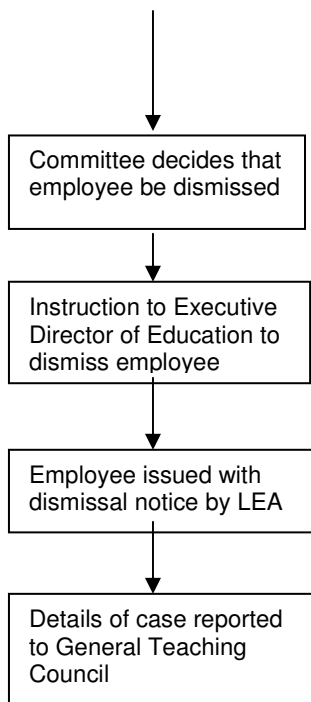 Committee decides that
employee be dismissed
Instruction to Executive
Director of Education to
dismiss employee
Employee issued with
dismissal notice by LEA
Details of case reported
to General Teaching
Council